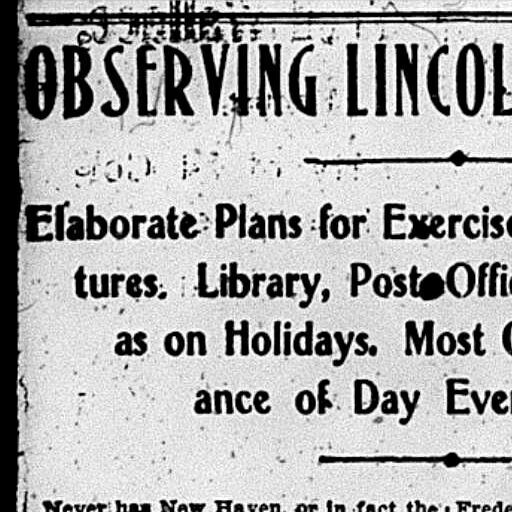 OBSERVING LINCOL
Elaborate Plans for Exercise
tures. Library, Post Offi
as on Holidays. Most
ance of Day Eve
Never has New Haven, or in fact the Frede